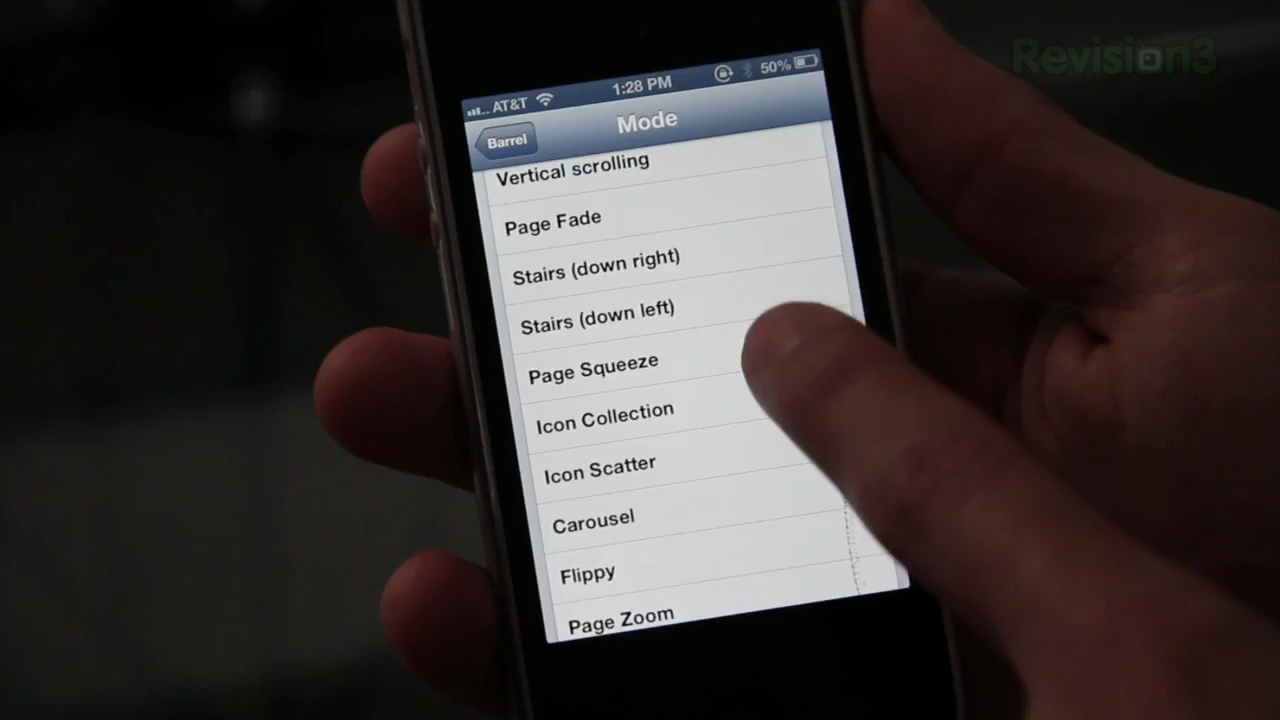 Revision3
AT&T 1:28 PM 50%
Barrel Mode
Vertical scrolling
Page Fade
Stairs (down right)
Stairs (down left)
Page Squeeze
Icon Collection
Icon Scatter
Carousel
Flippy
Page Zoom